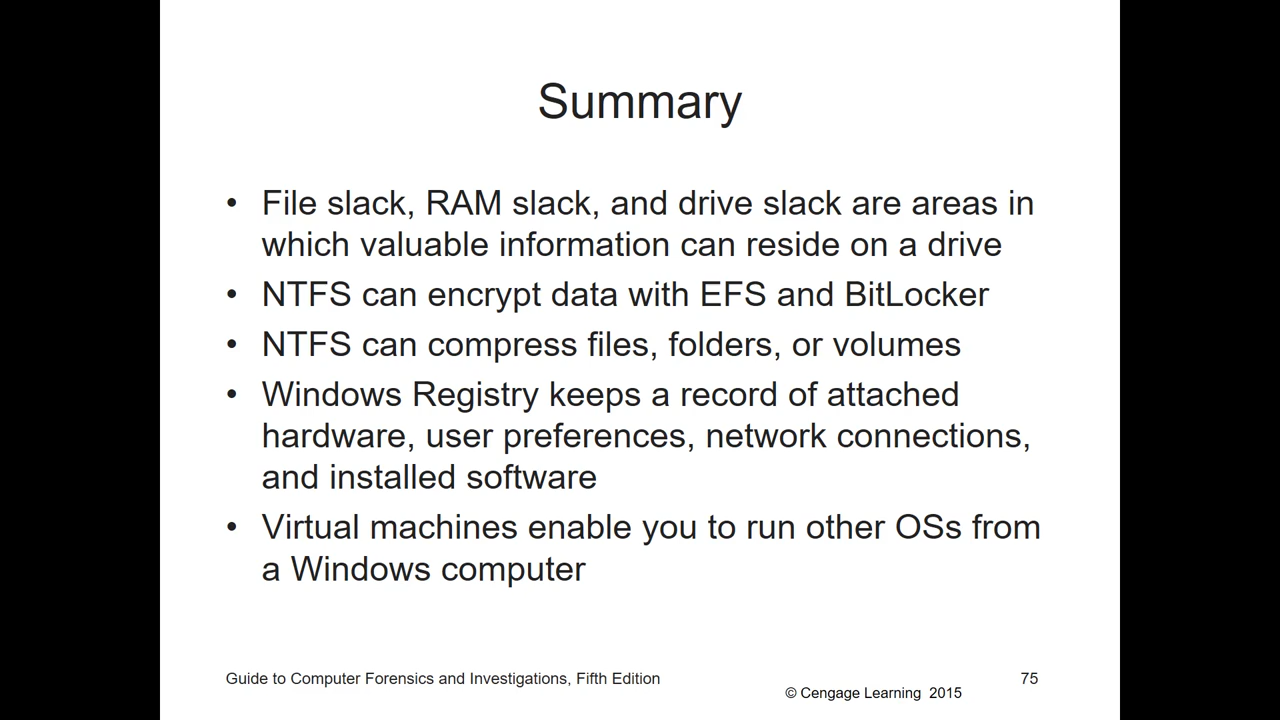 Summary
• File slack, RAM slack, and drive slack are areas in
which valuable information can reside on a drive
• NTFS can encrypt data with EFS and BitLocker
• NTFS can compress files, folders, or volumes
• Windows Registry keeps a record of attached
hardware, user preferences, network connections,
and installed software
• Virtual machines enable you to run other OSs from
a Windows computer
Guide to Computer Forensics and Investigations, Fifth Edition
75
© Cengage Learning 2015